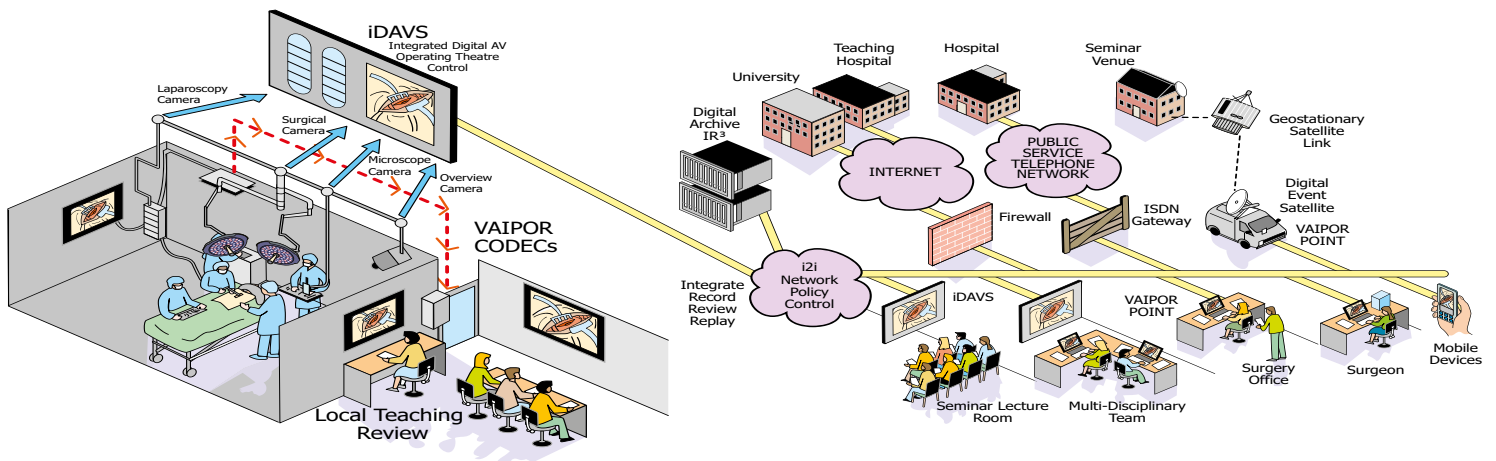 iDAVS
Integrated Digital AV
Operating Theatre
Control
Laparoscopy
Camera
Surgical
Camera
Microscope
Camera
Overview
Camera
VAIPOR
CODECs
Local Teaching
Review
Teaching
Hospital
Hospital
Seminar
Venue
University
Digital
Archive
IR³
Geostationary
Satellite
Link
INTERNET
PUBLIC
SERVICE
TELEPHONE
NETWORK
Firewall
ISDN
Gateway
Digital
Event
Satellite
VAIPOR
POINT
i2i
Network
Policy
Control
Integrate
Record
Review
Replay
iDAVS
VAIPOR
POINT
Seminar Lecture
Room
Multi-Disciplinary
Team
Surgery
Office
Surgeon
Mobile
Devices